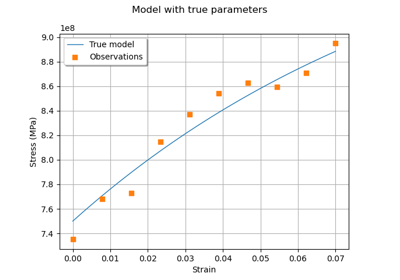 Model with true parameters
1e8
True model
Observations
9.0
8.8
8.6
8.4
8.2
8.0
7.8
7.6
7.4
Stress (MPa)
0.00 0.01 0.02 0.03 0.04 0.05 0.06 0.07
Strain